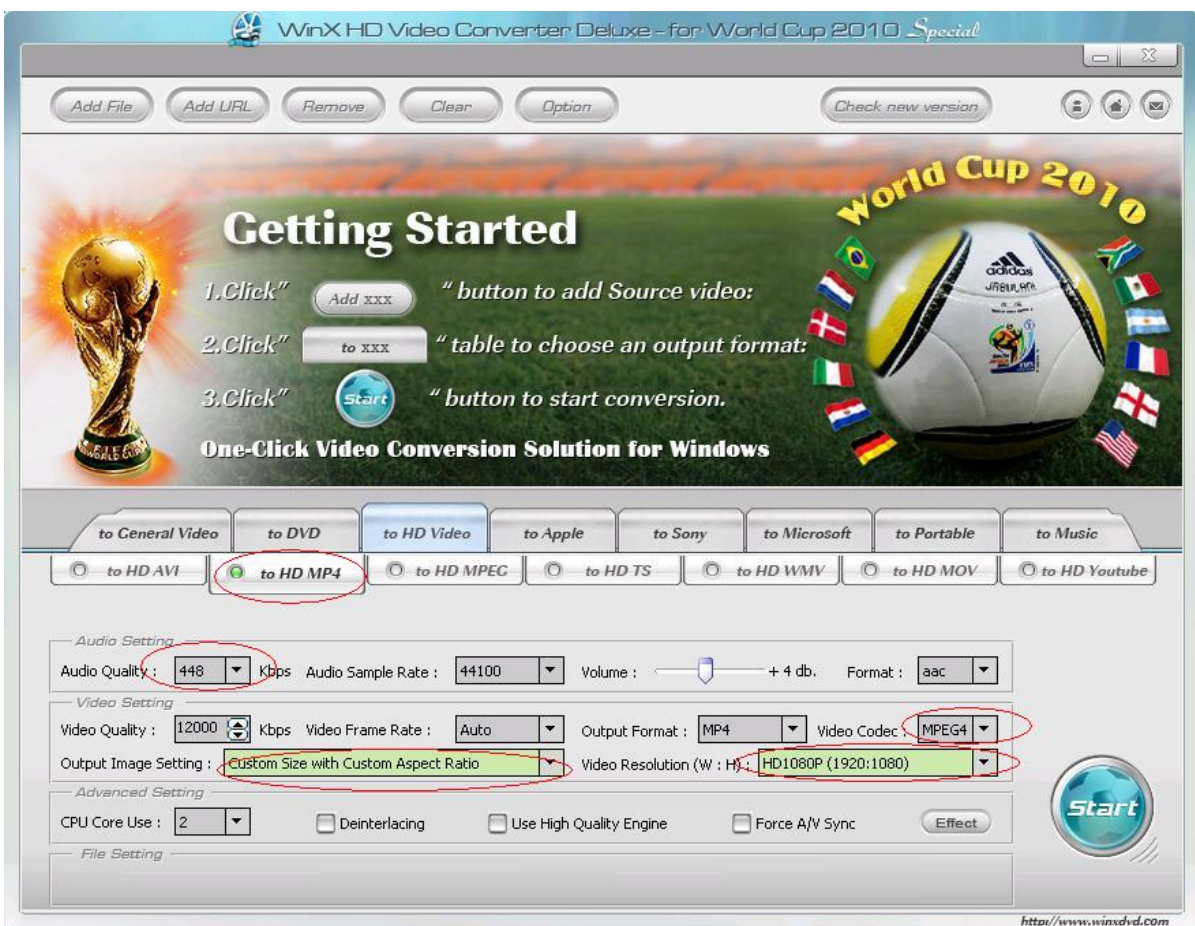 WinX HD Video Converter Deluxe - for World Cup 2010 Special
Add File Add URL Remove Clear Option Check new version
World Cup 2010
Getting Started
adidas
JABULANI
1.Click" Add xxx " button to add Source video:
2.Click" to xxx " table to choose an output format:
3.Click" Start " button to start conversion.
FIFA
WORLD CUP
One-Click Video Conversion Solution for Windows
to General Video to DVD to HD Video to Apple to Sony to Microsoft to Portable to Music
to HD AVI to HD MP4 to HD MPEG to HD TS to HD WMV to HD MOV to HD Youtube
Audio Setting
Audio Quality : 448 Kbps Audio Sample Rate : 44100 Volume : + 4 db. Format : aac
Video Setting
Video Quality : 12000 Kbps Video Frame Rate : Auto Output Format : MP4 Video Codec : MPEG4
Output Image Setting : Custom Size with Custom Aspect Ratio Video Resolution (W : H) : HD1080P (1920:1080)
Advanced Setting
CPU Core Use : 2 Deinterlacing Use High Quality Engine Force A/V Sync Effect
Start
File Setting
http://www.winxdvd.com